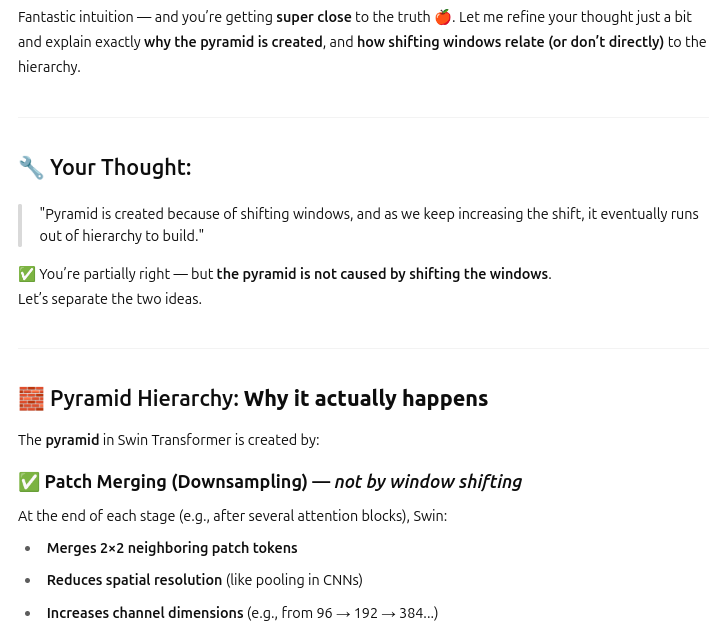 Fantastic intuition — and you're getting super close to the truth 🍎. Let me refine your thought just a bit
and explain exactly why the pyramid is created, and how shifting windows relate (or don't directly) to the
hierarchy.
🔧 Your Thought:
"Pyramid is created because of shifting windows, and as we keep increasing the shift, it eventually runs
out of hierarchy to build."
✅ You're partially right — but the pyramid is not caused by shifting the windows.
Let's separate the two ideas.
🧱 Pyramid Hierarchy: Why it actually happens
The pyramid in Swin Transformer is created by:
✅ Patch Merging (Downsampling) — not by window shifting
At the end of each stage (e.g., after several attention blocks), Swin:
• Merges 2×2 neighboring patch tokens
• Reduces spatial resolution (like pooling in CNNs)
• Increases channel dimensions (e.g., from 96 → 192 → 384...)